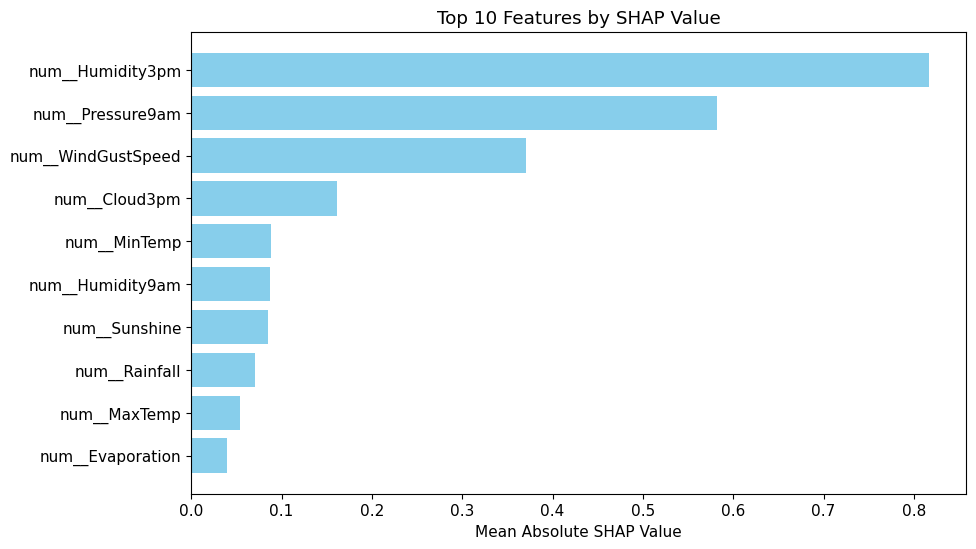 Top 10 Features by SHAP Value
num__Humidity3pm
num__Pressure9am
num__WindGustSpeed
num__Cloud3pm
num__MinTemp
num__Humidity9am
num__Sunshine
num__Rainfall
num__MaxTemp
num__Evaporation
0.0 0.1 0.2 0.3 0.4 0.5 0.6 0.7 0.8
Mean Absolute SHAP Value